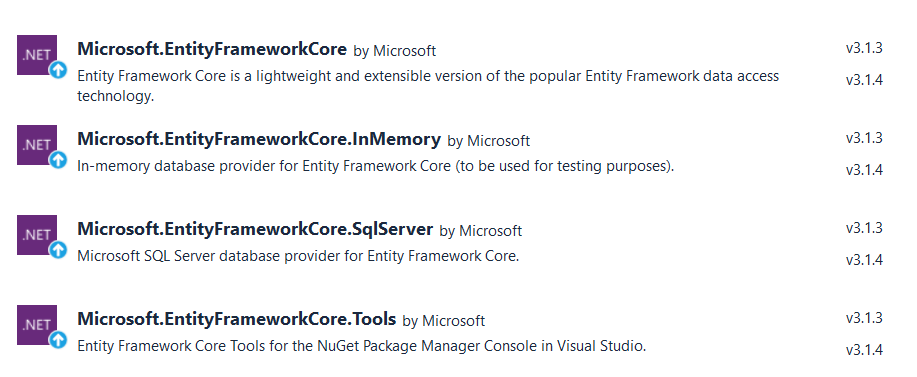 .NET
Microsoft.EntityFrameworkCore by Microsoft v3.1.3
Entity Framework Core is a lightweight and extensible version of the popular Entity Framework data access v3.1.4
technology.
.NET
Microsoft.EntityFrameworkCore.InMemory by Microsoft v3.1.3
In-memory database provider for Entity Framework Core (to be used for testing purposes). v3.1.4
.NET
Microsoft.EntityFrameworkCore.SqlServer by Microsoft v3.1.3
Microsoft SQL Server database provider for Entity Framework Core. v3.1.4
.NET
Microsoft.EntityFrameworkCore.Tools by Microsoft v3.1.3
Entity Framework Core Tools for the NuGet Package Manager Console in Visual Studio. v3.1.4